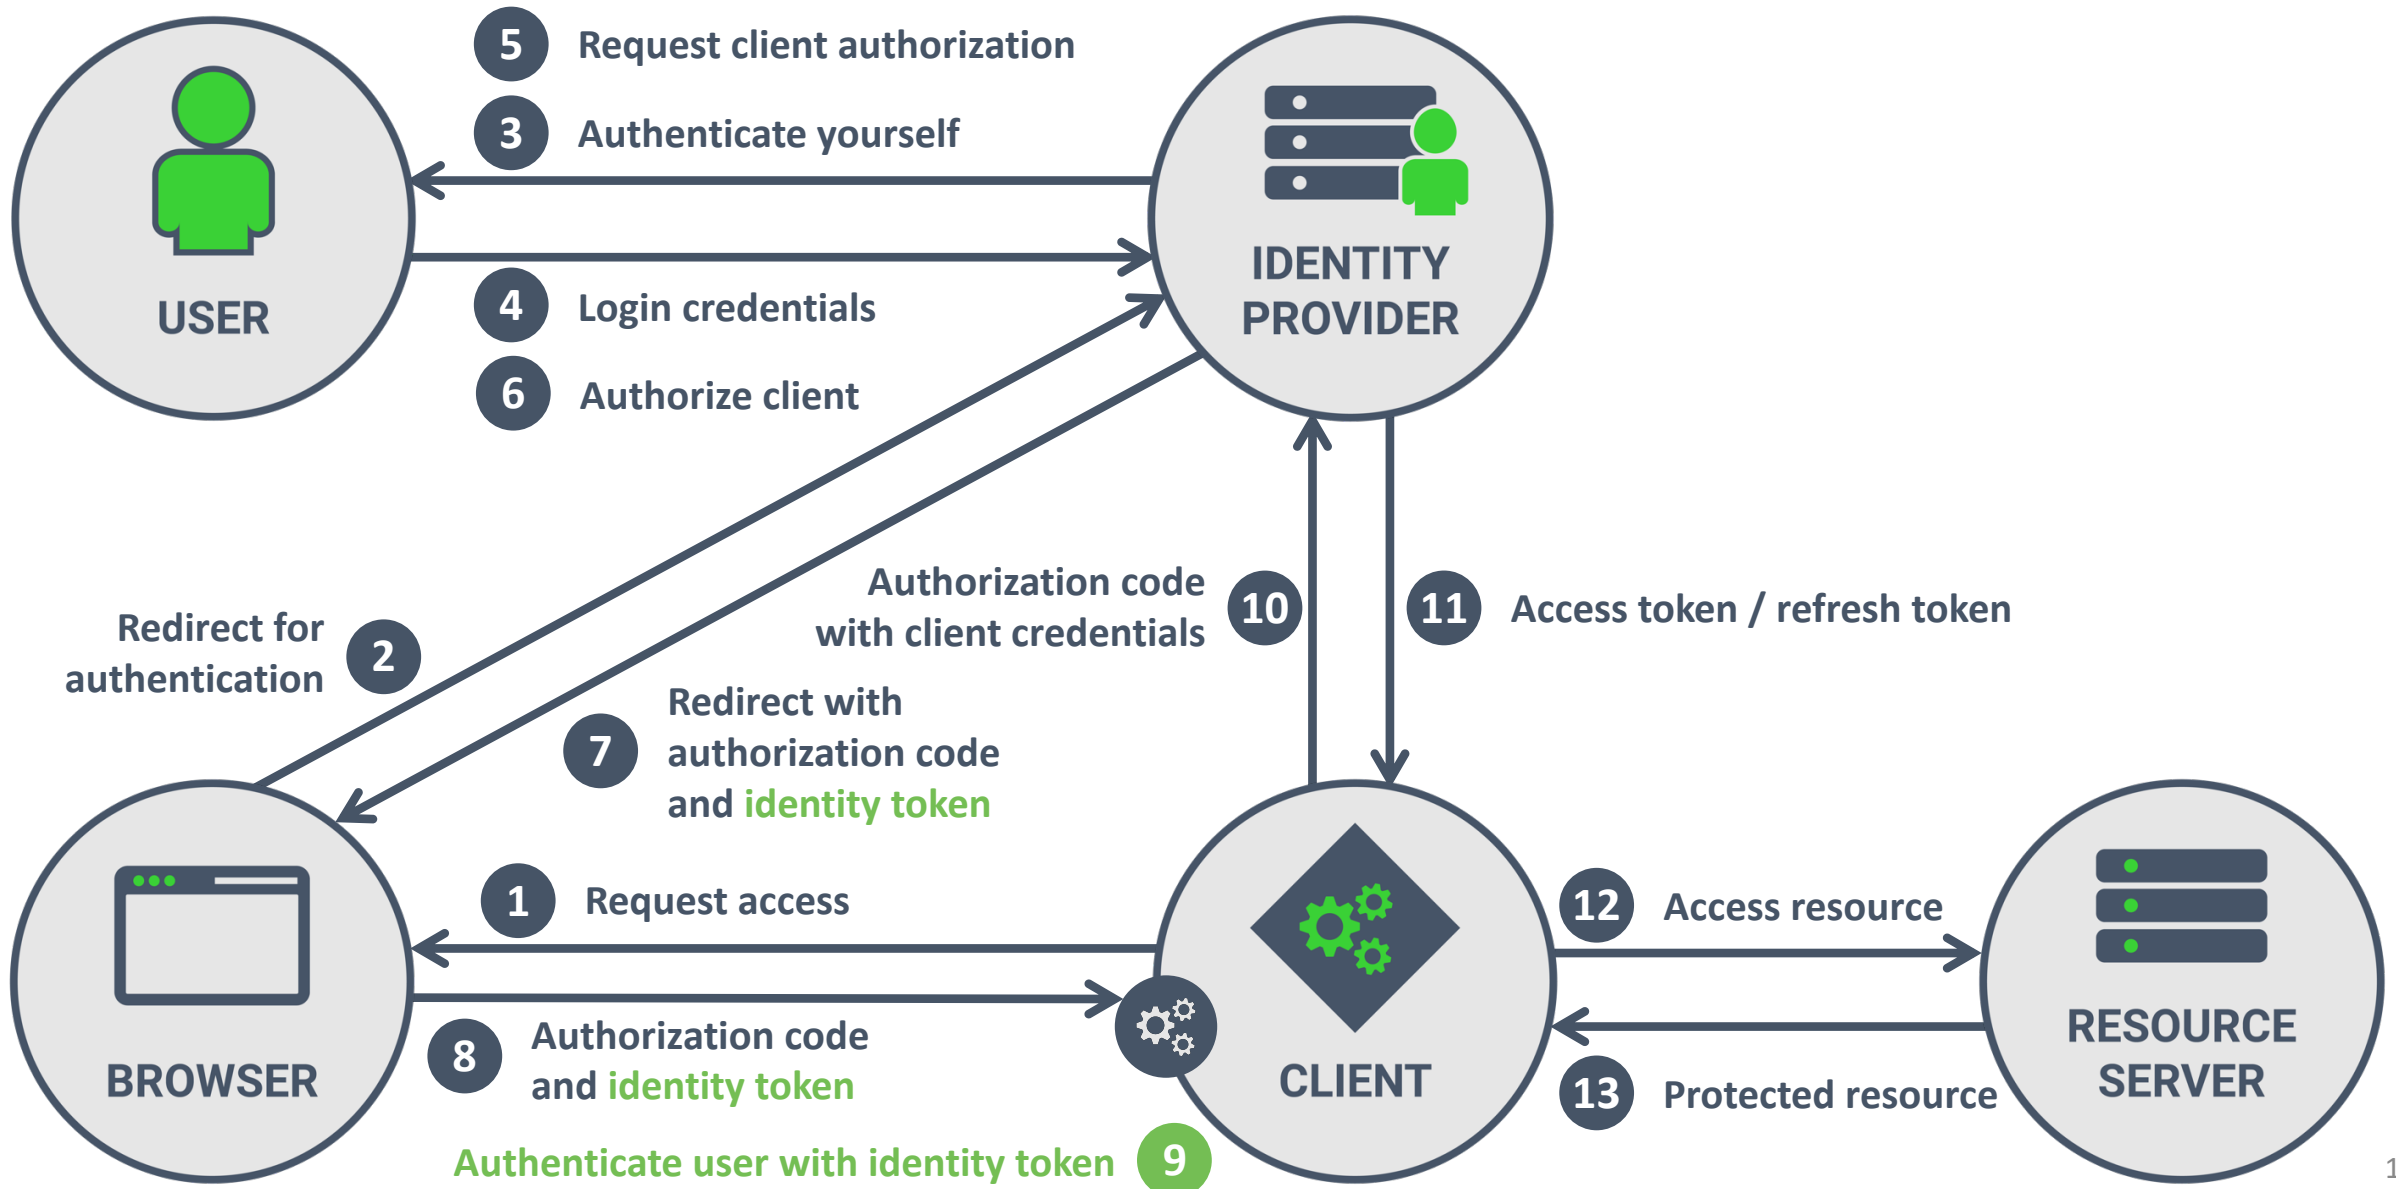 5 Request client authorization
3 Authenticate yourself
USER
IDENTITY
PROVIDER
4 Login credentials
6 Authorize client
Redirect for
authentication
2
Authorization code
with client credentials
10
11 Access token / refresh token
7
Redirect with
authorization code
and identity token
1 Request access
8
Authorization code
and identity token
BROWSER
CLIENT
Authenticate user with identity token 9
12 Access resource
13 Protected resource
RESOURCE
SERVER